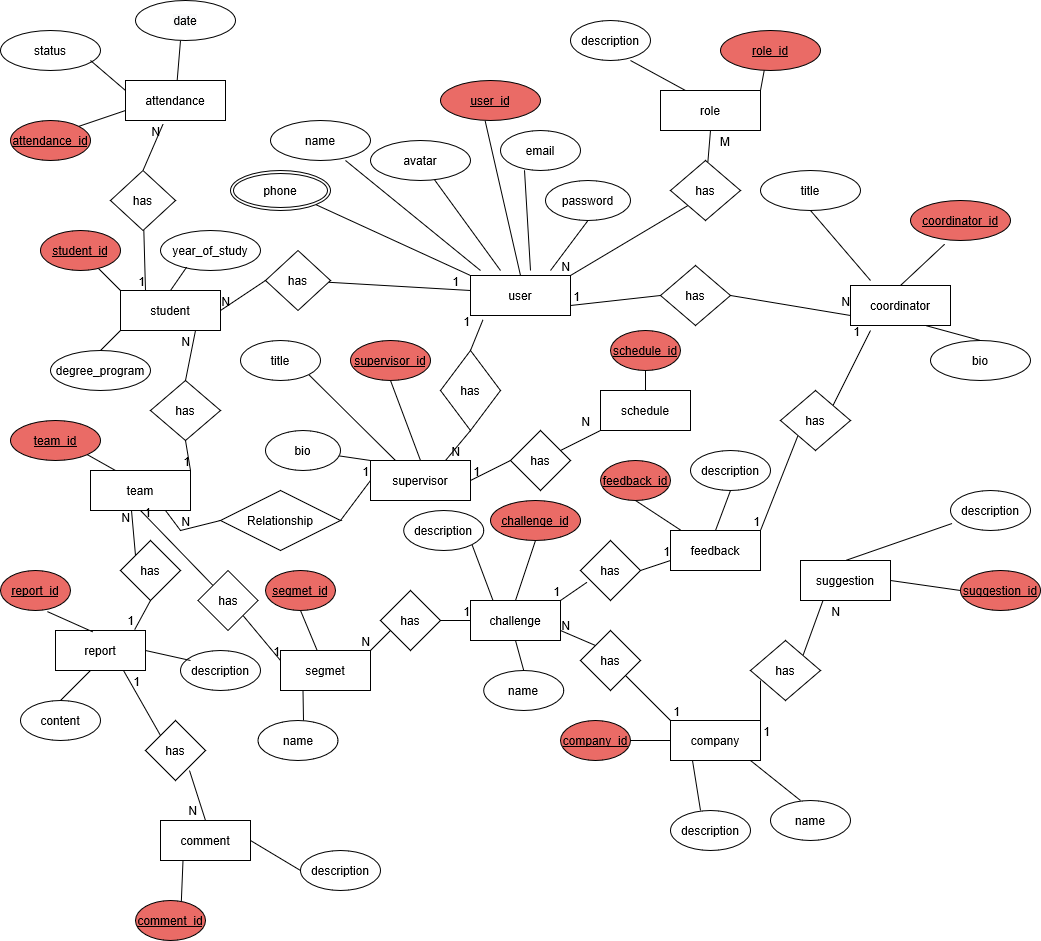 date
status
attendance
attendance_id
N
has
1
description
role_id
role
M
has
N
user_id
name
avatar
email
phone
password
user
title
coordinator_id
coordinator
bio
N
has
1
1
student_id
year_of_study
student
degree_program
has
1
N
N
has
1
1
has
N
title
supervisor_id
bio
supervisor
schedule_id
schedule
N
has
1
1
has
1
team_id
team
N
Relationship
1
N
has
1
1
has
1
report_id
report
description
content
1
has
N
comment
description
comment_id
segmet_id
segmet
name
N
has
1
description
challenge_id
challenge
name
1
has
1
feedback_id
description
feedback
N
has
1
company_id
company
description
name
1
has
N
description
suggestion
suggestion_id